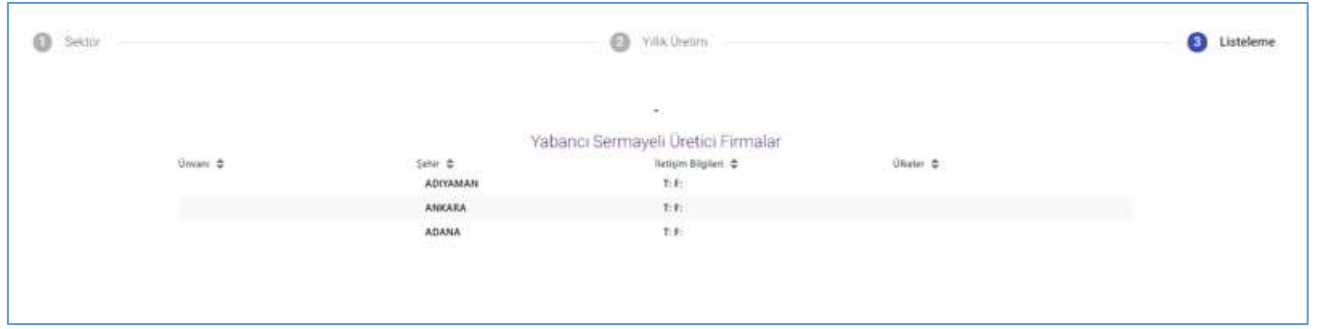 1 Sektör 2 Yıllık Üretim 3 Listeleme
-
Yabancı Sermayeli Üretici Firmalar
Ünvanı Şehir İletişim Bilgileri Ülkeler
ADIYAMAN T: F:
ANKARA T: F:
ADANA T: F: